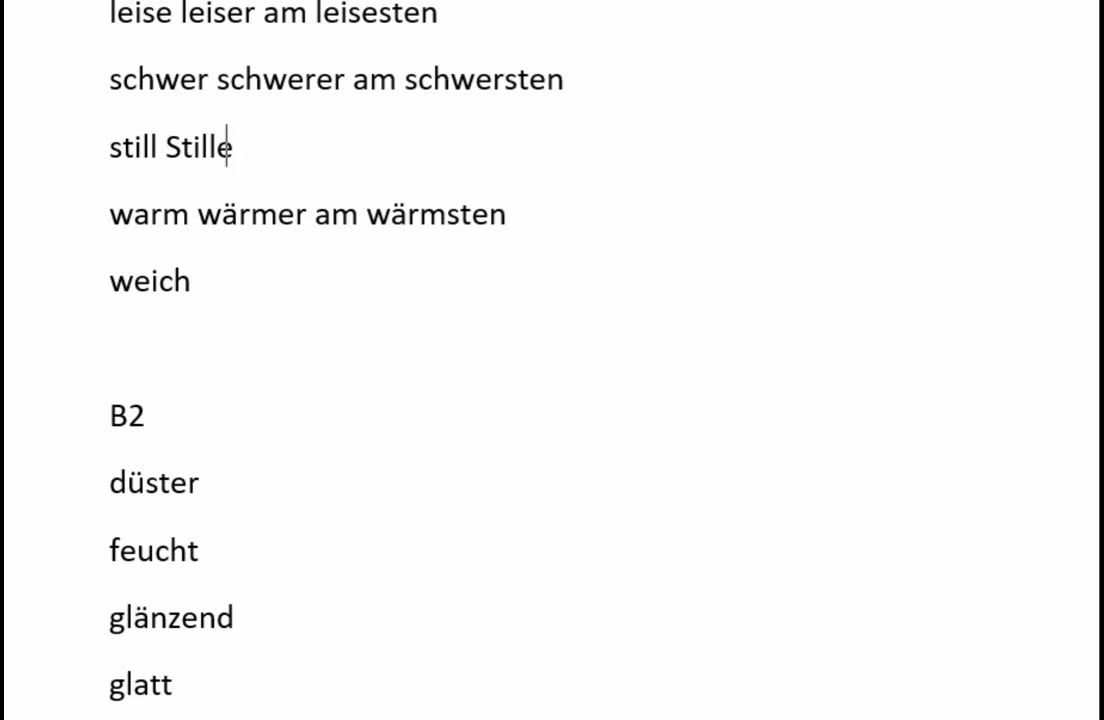 leise leiser am leisesten
schwer schwerer am schwersten
still Stille
warm wärmer am wärmsten
weich
B2
düster
feucht
glänzend
glatt